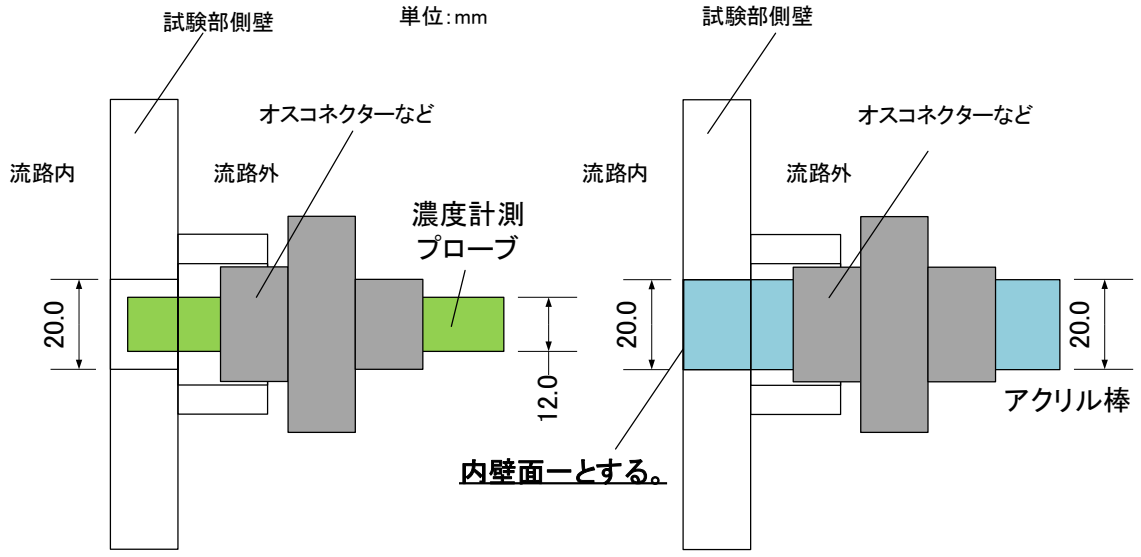 試験部側壁
単位:mm
試験部側壁
オスコネクターなど
オスコネクターなど
流路内
流路外
流路内
流路外
濃度計測
プローブ
20.0
12.0
20.0
20.0
アクリル棒
内壁面一とする。